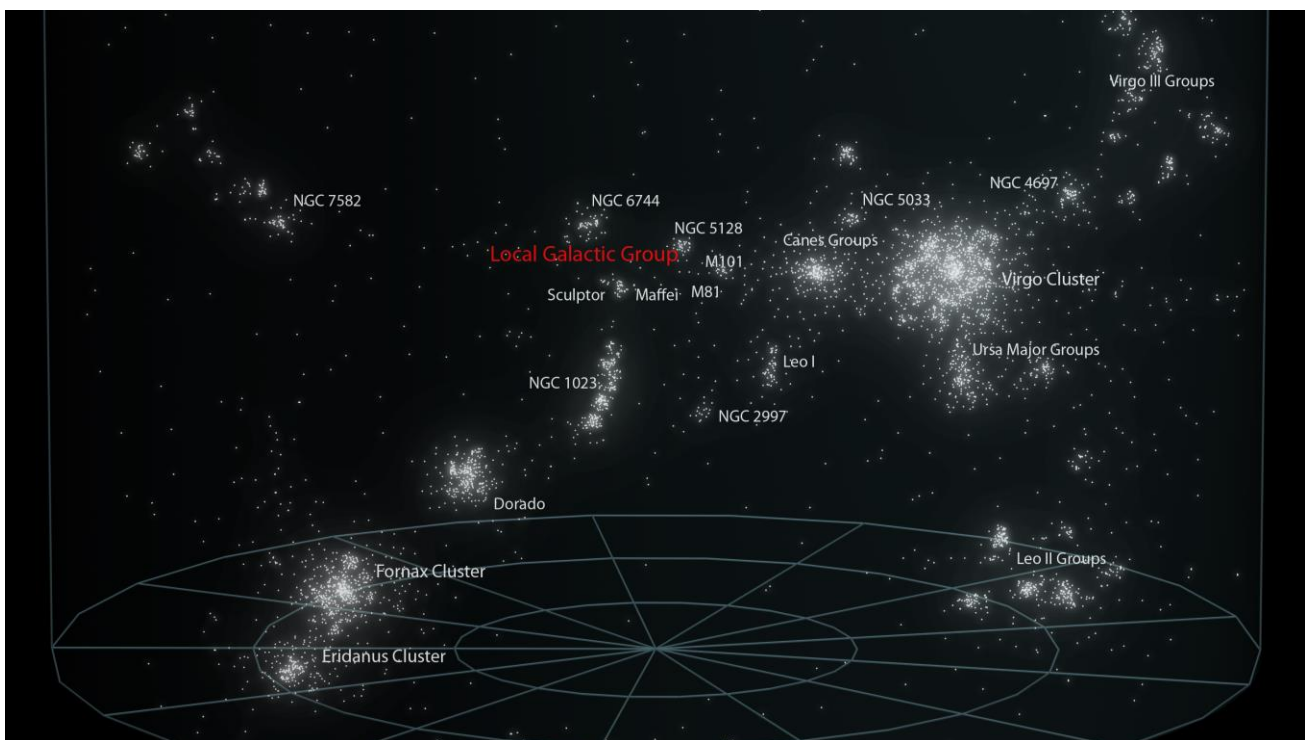 Virgo III Groups
NGC 7582
NGC 6744
NGC 4697
NGC 5033
NGC 5128
Canes Groups
Local Galactic Group
M101
Virgo Cluster
Sculptor
Maffei
M81
Ursa Major Groups
Leo I
NGC 1023
NGC 2997
Dorado
Leo II Groups
Fornax Cluster
Eridanus Cluster